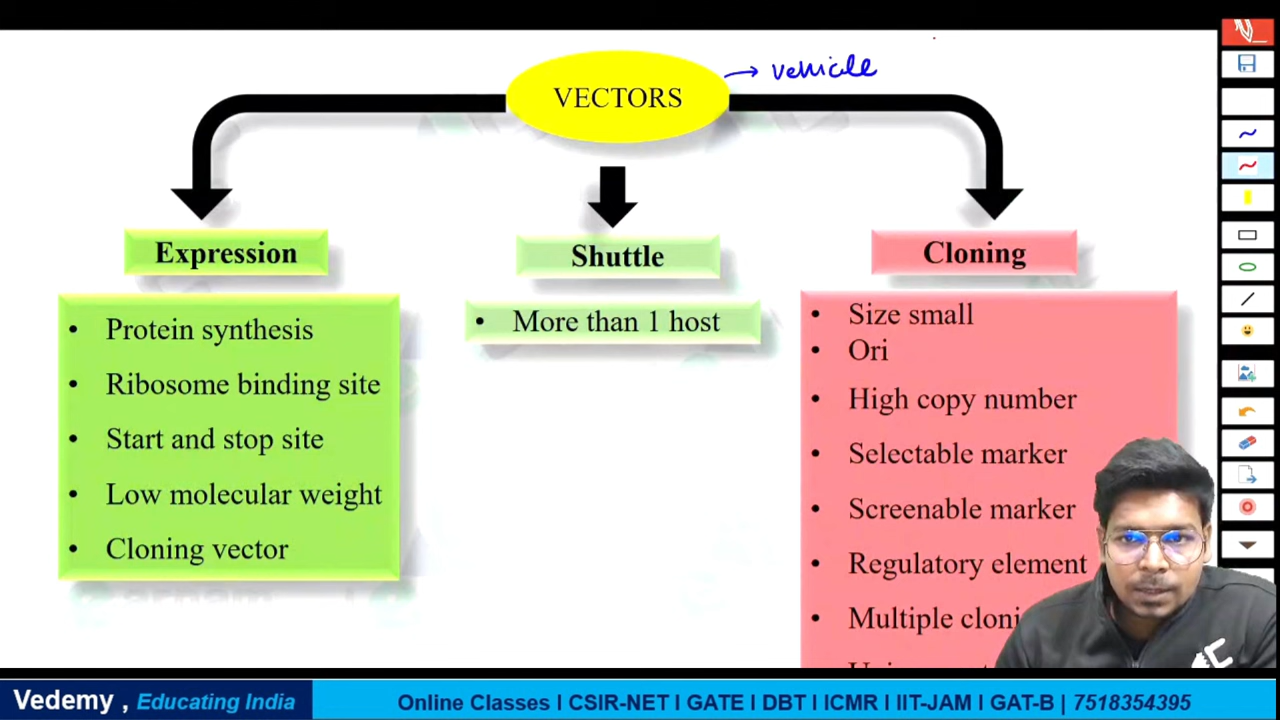 VECTORS
→ vehicle
Expression
• Protein synthesis
• Ribosome binding site
• Start and stop site
• Low molecular weight
• Cloning vector
Shuttle
• More than 1 host
Cloning
• Size small
• Ori
• High copy number
• Selectable marker
• Screenable marker
• Regulatory element
• Multiple cloni
Vedemy , Educating India
Online Classes I CSIR-NET I GATE I DBT I ICMR I IIT-JAM I GAT-B | 7518354395